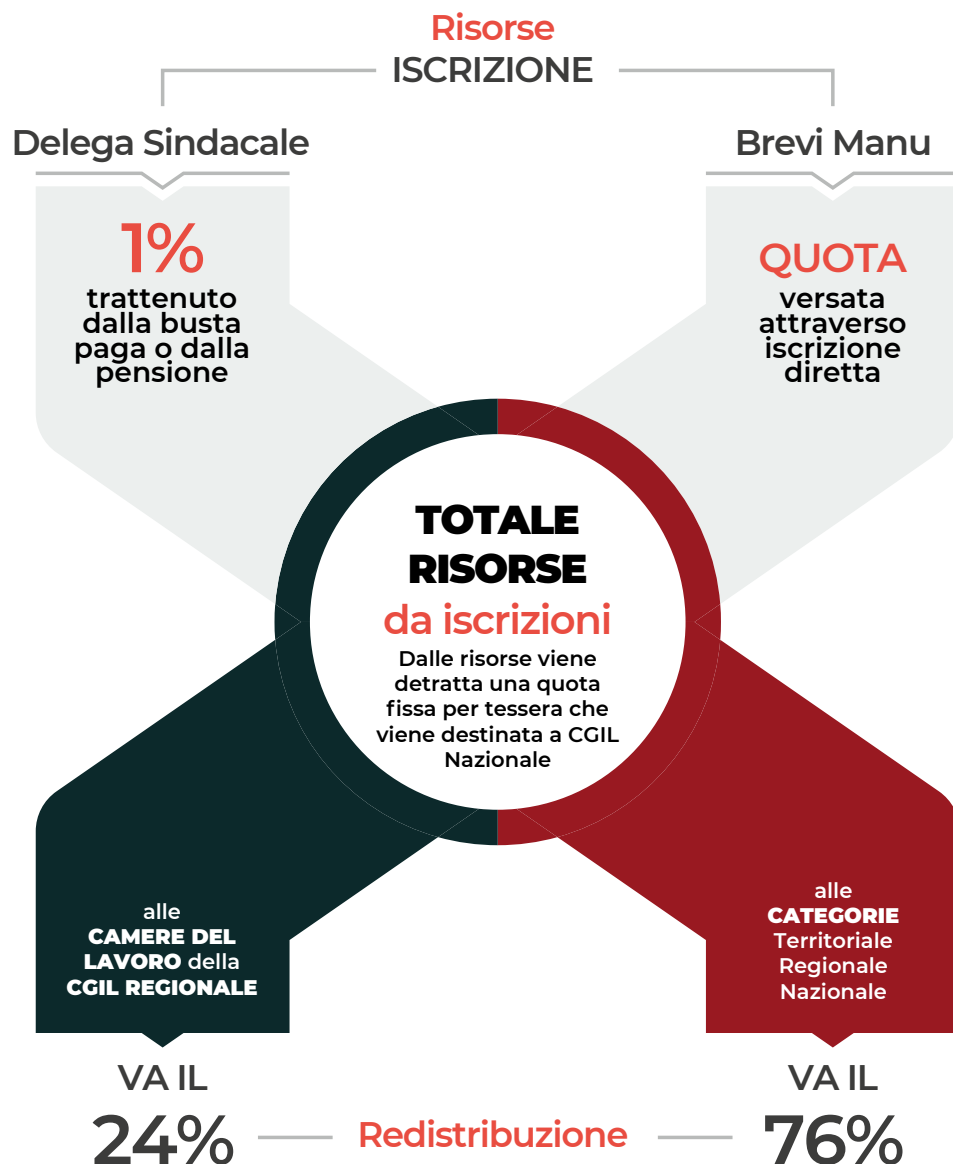 Risorse
ISCRIZIONE
Delega Sindacale
1%
trattenuto
dalla busta
paga o dalla
pensione
Brevi Manu
QUOTA
versata
attraverso
iscrizione
diretta
TOTALE
RISORSE
da iscrizioni
Dalle risorse viene
detratta una quota
fissa per tessera che
viene destinata a CGIL
Nazionale
alle
CAMERE DEL
LAVORO della
CGIL REGIONALE
VA IL
24%
alle
CATEGORIE
Territoriale
Regionale
Nazionale
VA IL
76%
Redistribuzione